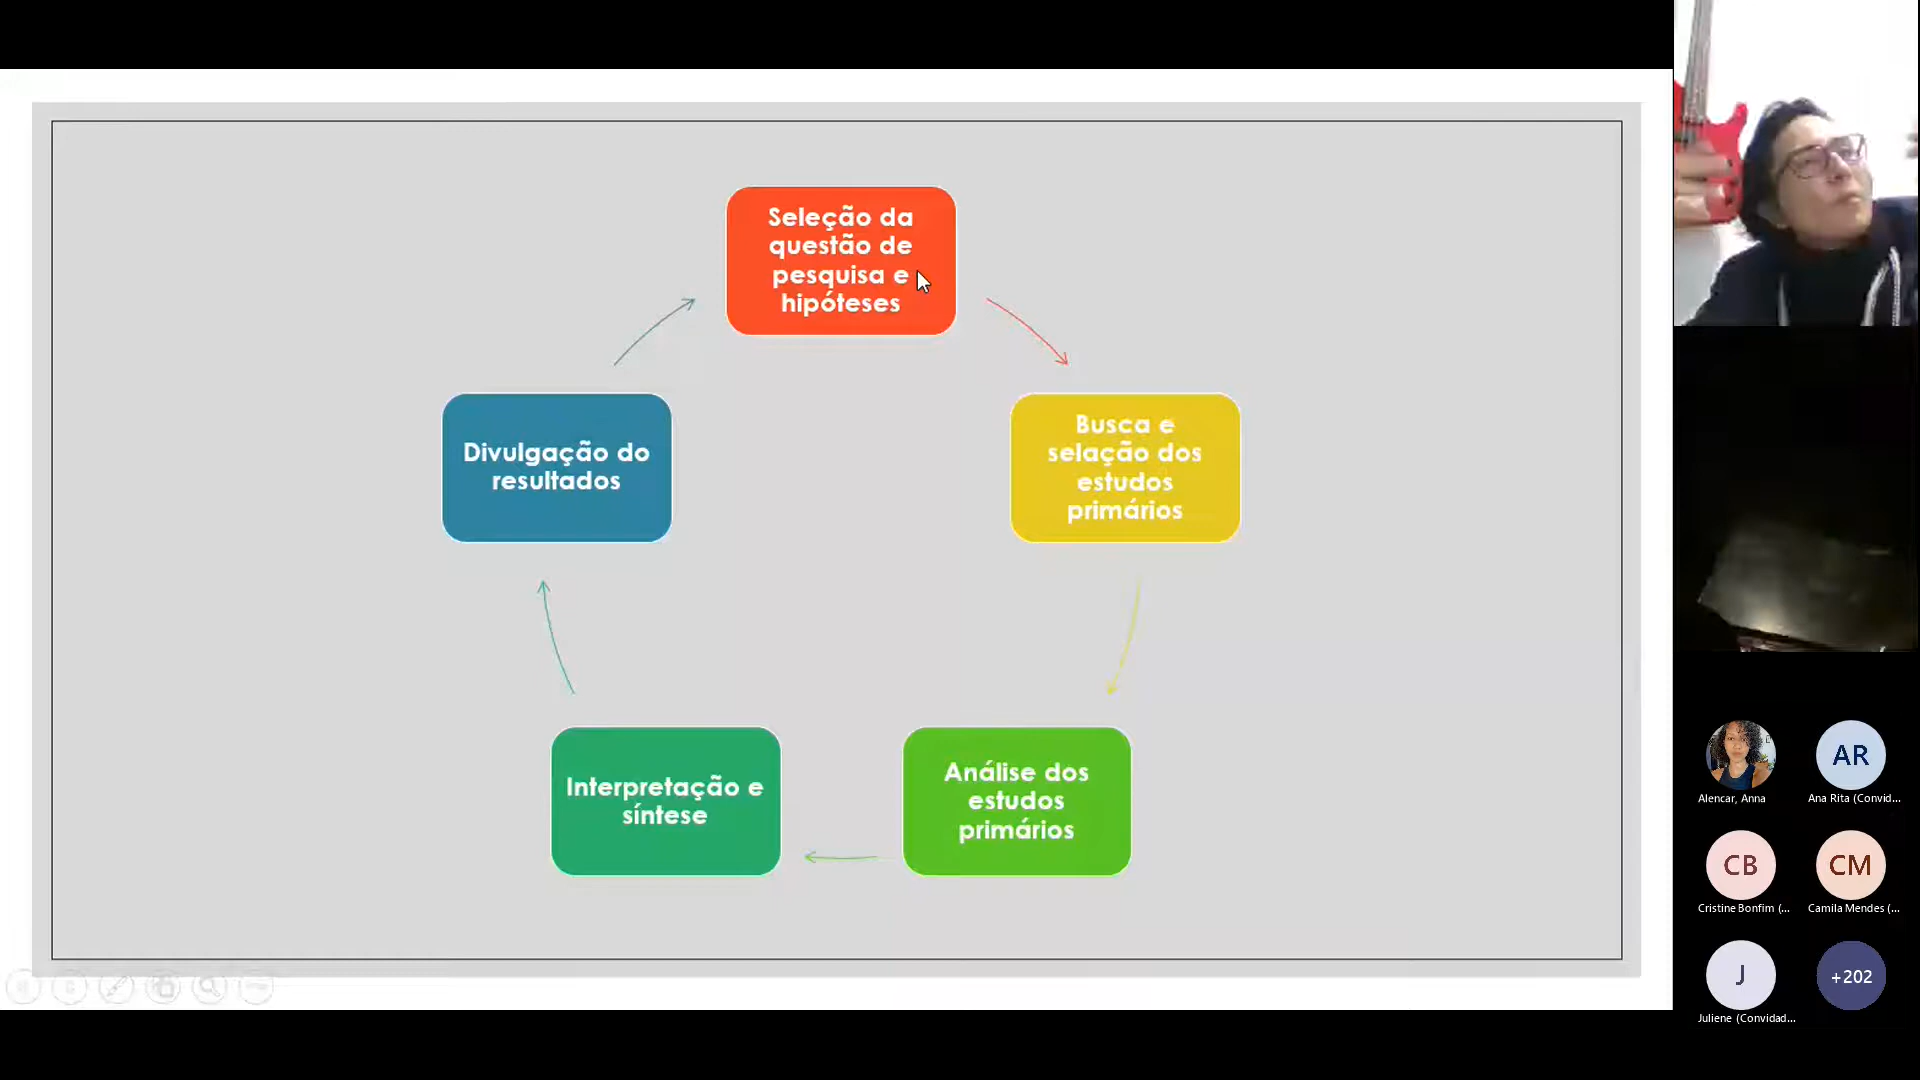 Seleção da
questão de
pesquisa e
hipóteses
Divulgação do
resultados
Busca e
selação dos
estudos
primários
Interpretação e
síntese
Análise dos
estudos
primários
Alencar, Anna
AR
Ana Rita (Convid...
CB
Cristine Bonfim (...
CM
Camila Mendes (...
J
Juliene (Convidad...
+202